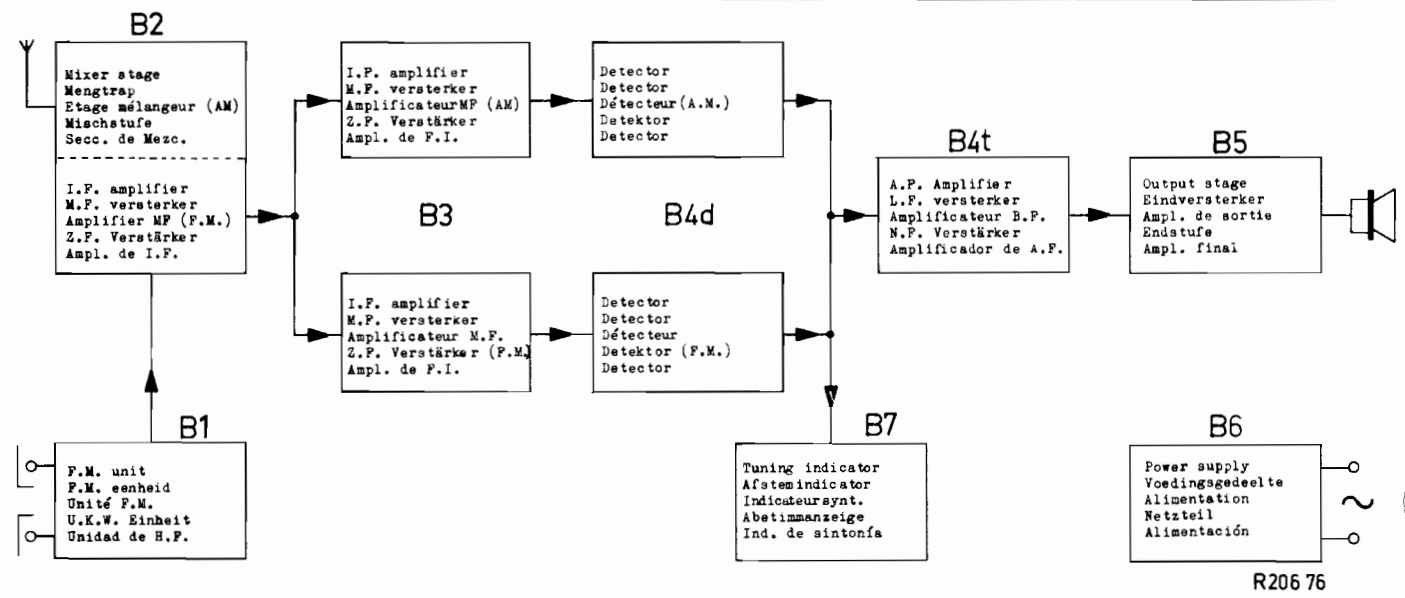 B2
Mixer stage
Mengtrap
Etage mélangeur (AM)
Mischstufe
Secc. de Mezc.
I.F. amplifier
M.F. versterker
Amplifier MF (F.M.)
Z.F. Verstärker
Ampl. de I.F.
B1
F.M. unit
F.M. eenheid
Unité F.M.
U.K.W. Einheit
Unidad de H.F.
I.F. amplifier
M.F. versterker
Amplificateur MF (AM)
Z.F. Verstärker
Ampl. de F.I.
B3
I.F. amplifier
M.F. versterker
Amplificateur M.F.
Z.F. Verstärker (F.M.)
Ampl. de F.I.
Detector
Detector
Détecteur (A.M.)
Detektor
Detector
B4d
Detector
Detector
Détecteur
Detektor (F.M.)
Detector
B4t
A.F. Amplifier
L.F. versterker
Amplificateur B.F.
N.F. Verstärker
Amplificador de A.F.
B5
Output stage
Eindversterker
Ampl. de sortie
Endstufe
Ampl. final
B7
Tuning indicator
Afstemindicator
Indicateur synt.
Abetimmanzeige
Ind. de sintonía
B6
Power supply
Voedingsgedeelte
Alimentation
Netzteil
Alimentación
~
R206 76